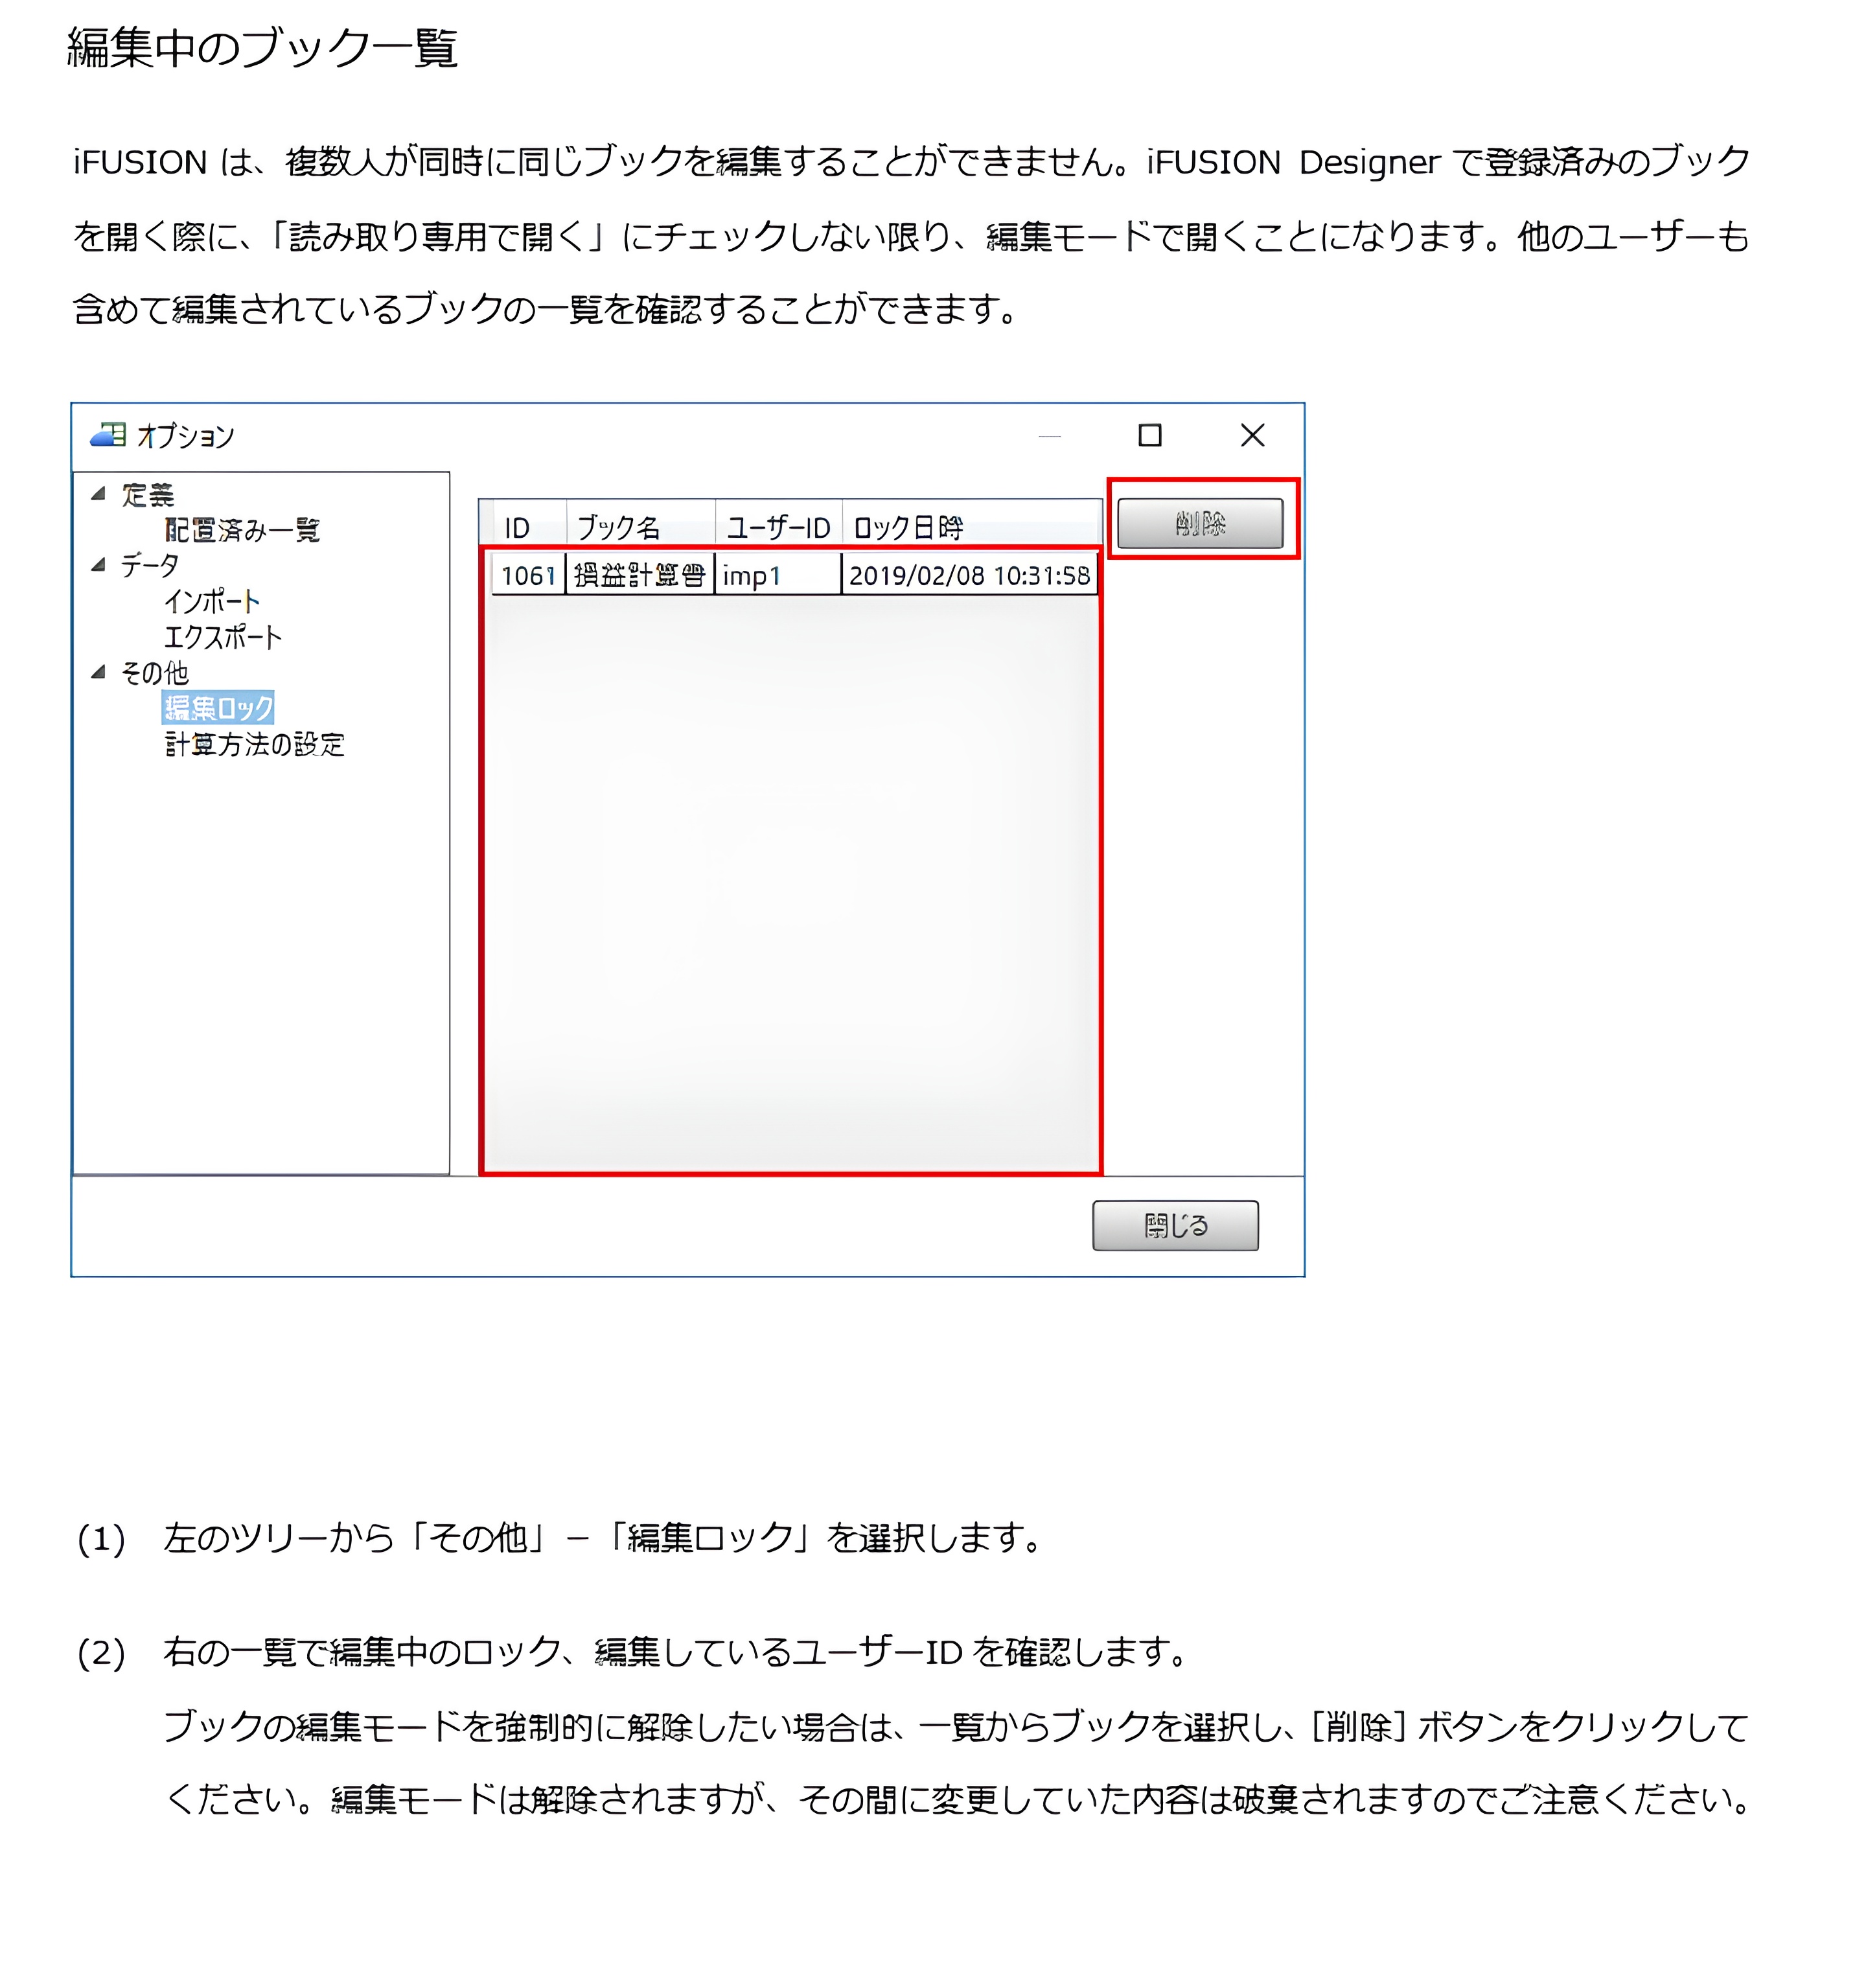 編集中のブック一覧
iFUSION は、複数人が同時に同じブックを編集することができません。iFUSION Designer で登録済みのブック
を開く際に、「読み取り専用で開く」にチェックしない限り、編集モードで開くことになります。他のユーザーも
含めて編集されているブックの一覧を確認することができます。
オプション
定義
配置済み一覧
データ
インポート
エクスポート
その他
編集ロック
計算方法の設定
ID ブック名 ユーザーID ロック日時
1061 損益計算書 imp1 2019/02/08 10:31:58
削除
閉じる
(1) 左のツリーから「その他」－「編集ロック」を選択します。
(2) 右の一覧で編集中のロック、編集しているユーザーID を確認します。
ブックの編集モードを強制的に解除したい場合は、一覧からブックを選択し、[削除] ボタンをクリックして
ください。編集モードは解除されますが、その間に変更していた内容は破棄されますのでご注意ください。